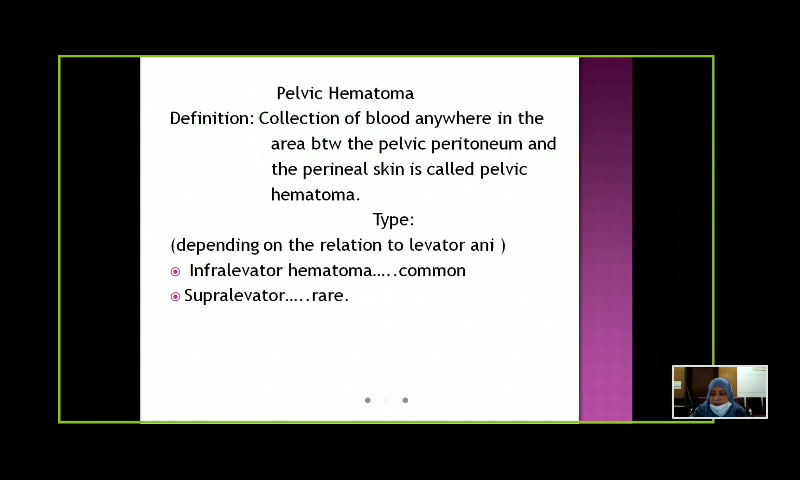 Pelvic Hematoma
Definition: Collection of blood anywhere in the
area btw the pelvic peritoneum and
the perineal skin is called pelvic
hematoma.
Type:
(depending on the relation to levator ani )
Infralevator hematoma…..common
Supralevator…..rare.